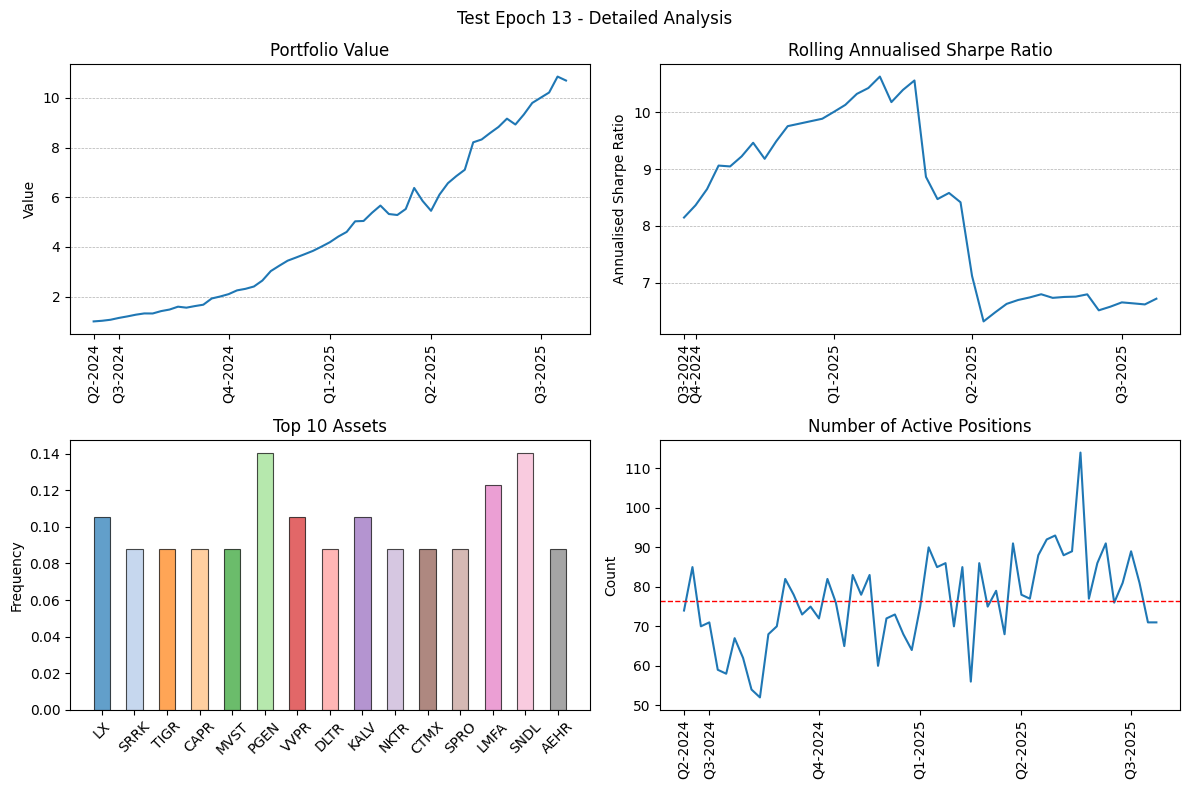 Test Epoch 13 - Detailed Analysis
Portfolio Value
Value
10
8
6
4
2
Q2-2024
Q3-2024
Q4-2024
Q1-2025
Q2-2025
Q3-2025
Rolling Annualised Sharpe Ratio
Annualised Sharpe Ratio
10
9
8
7
Q3-2024
Q4-2024
Q1-2025
Q2-2025
Q3-2025
Top 10 Assets
Frequency
0.14
0.12
0.10
0.08
0.06
0.04
0.02
0.00
LX
SRRK
TIGR
CAPR
MVST
PGEN
VVPR
DLTR
KALV
NKTR
CTMX
SPRO
LMFA
SNDL
AEHR
Number of Active Positions
Count
110
100
90
80
70
60
50
Q2-2024
Q3-2024
Q4-2024
Q1-2025
Q2-2025
Q3-2025